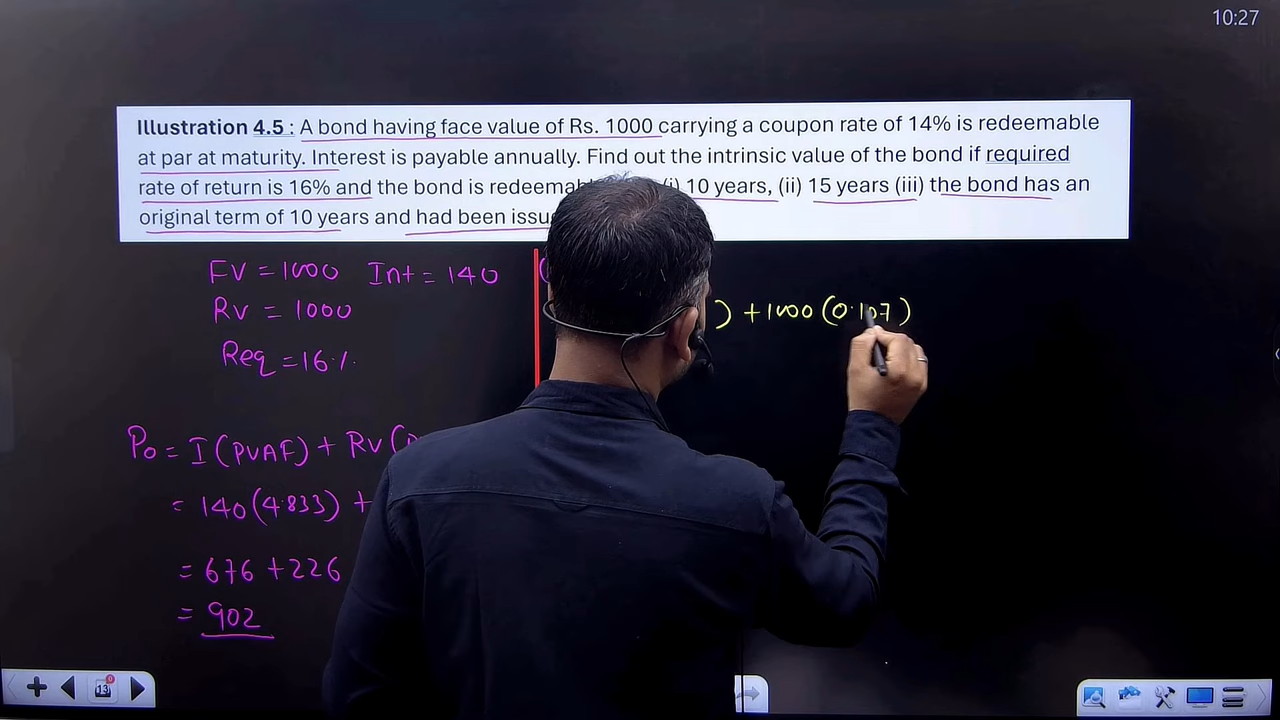 10:27
Illustration 4.5 : A bond having face value of Rs. 1000 carrying a coupon rate of 14% is redeemable
at par at maturity. Interest is payable annually. Find out the intrinsic value of the bond if required
rate of return is 16% and the bond is (i) 10 years, (ii) 15 years (iii) the bond has an
original term of 10 years and had been
FV = 1000 Int = 140
RV = 1000
Req = 16%
) + 1000 (0.107)
P0 = I (PVAF) + RV (
= 140 (4.833) +
= 676 + 226
= 902
13